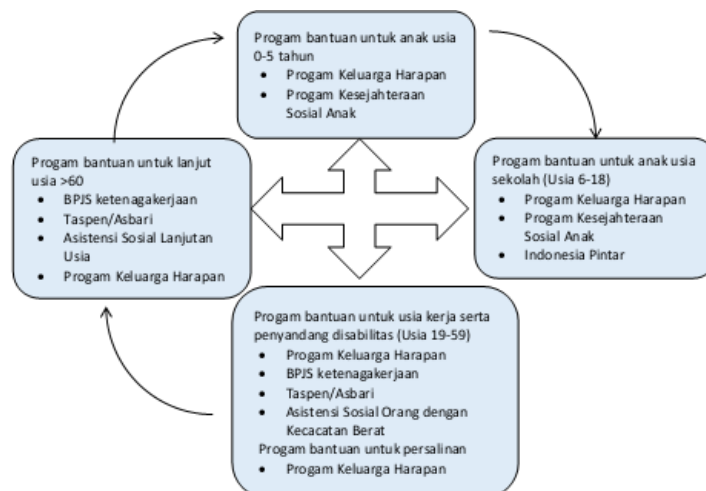 Progam bantuan untuk anak usia
0-5 tahun
• Progam Keluarga Harapan
• Progam Kesejahteraan
Sosial Anak
Progam bantuan untuk lanjut
usia >60
• BPJS ketenagakerjaan
• Taspen/Asbari
• Asistensi Sosial Lanjutan
Usia
• Progam Keluarga Harapan
Progam bantuan untuk anak usia
sekolah (Usia 6-18)
• Progam Keluarga Harapan
• Progam Kesejahteraan
Sosial Anak
• Indonesia Pintar
Progam bantuan untuk usia kerja serta
penyandang disabilitas (Usia 19-59)
• Progam Keluarga Harapan
• BPJS ketenagakerjaan
• Taspen/Asbari
• Asistensi Sosial Orang dengan
Kecacatan Berat
Progam bantuan untuk persalinan
• Progam Keluarga Harapan